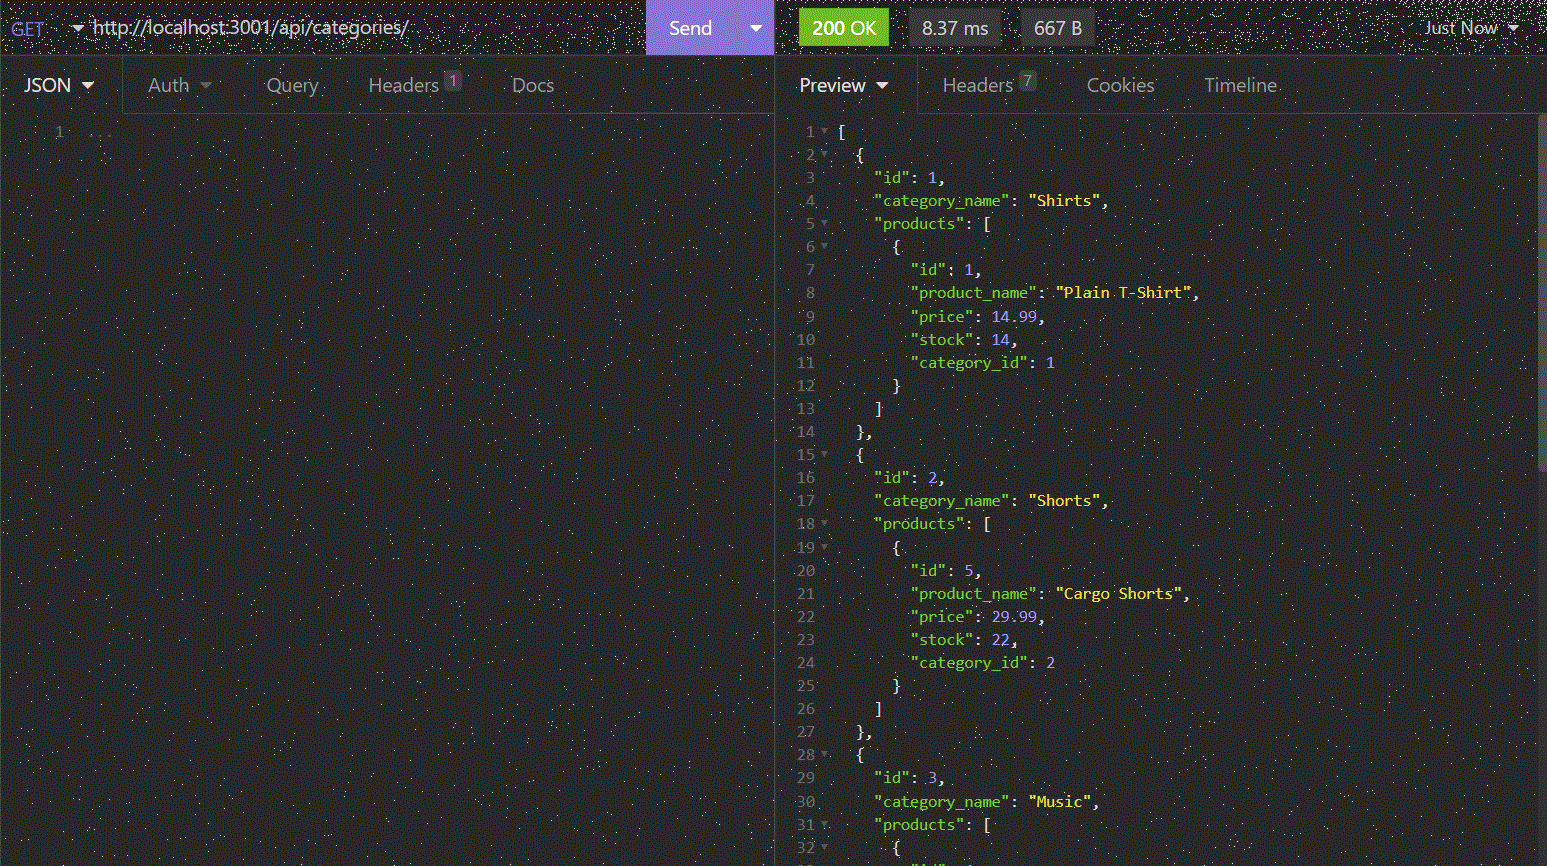 GET http://localhost:3001/api/categories/ Send 200 OK 8.37 ms 667 B Just Now
JSON Auth Query Headers 1 Docs
Preview Headers 7 Cookies Timeline
1 ...
1 [
2 {
3 "id": 1,
4 "category_name": "Shirts",
5 "products": [
6 {
7 "id": 1,
8 "product_name": "Plain T-Shirt",
9 "price": 14.99,
10 "stock": 14,
11 "category_id": 1
12 }
13 ]
14 },
15 {
16 "id": 2,
17 "category_name": "Shorts",
18 "products": [
19 {
20 "id": 5,
21 "product_name": "Cargo Shorts",
22 "price": 29.99,
23 "stock": 22,
24 "category_id": 2
25 }
26 ]
27 },
28 {
29 "id": 3,
30 "category_name": "Music",
31 "products": [
32 {